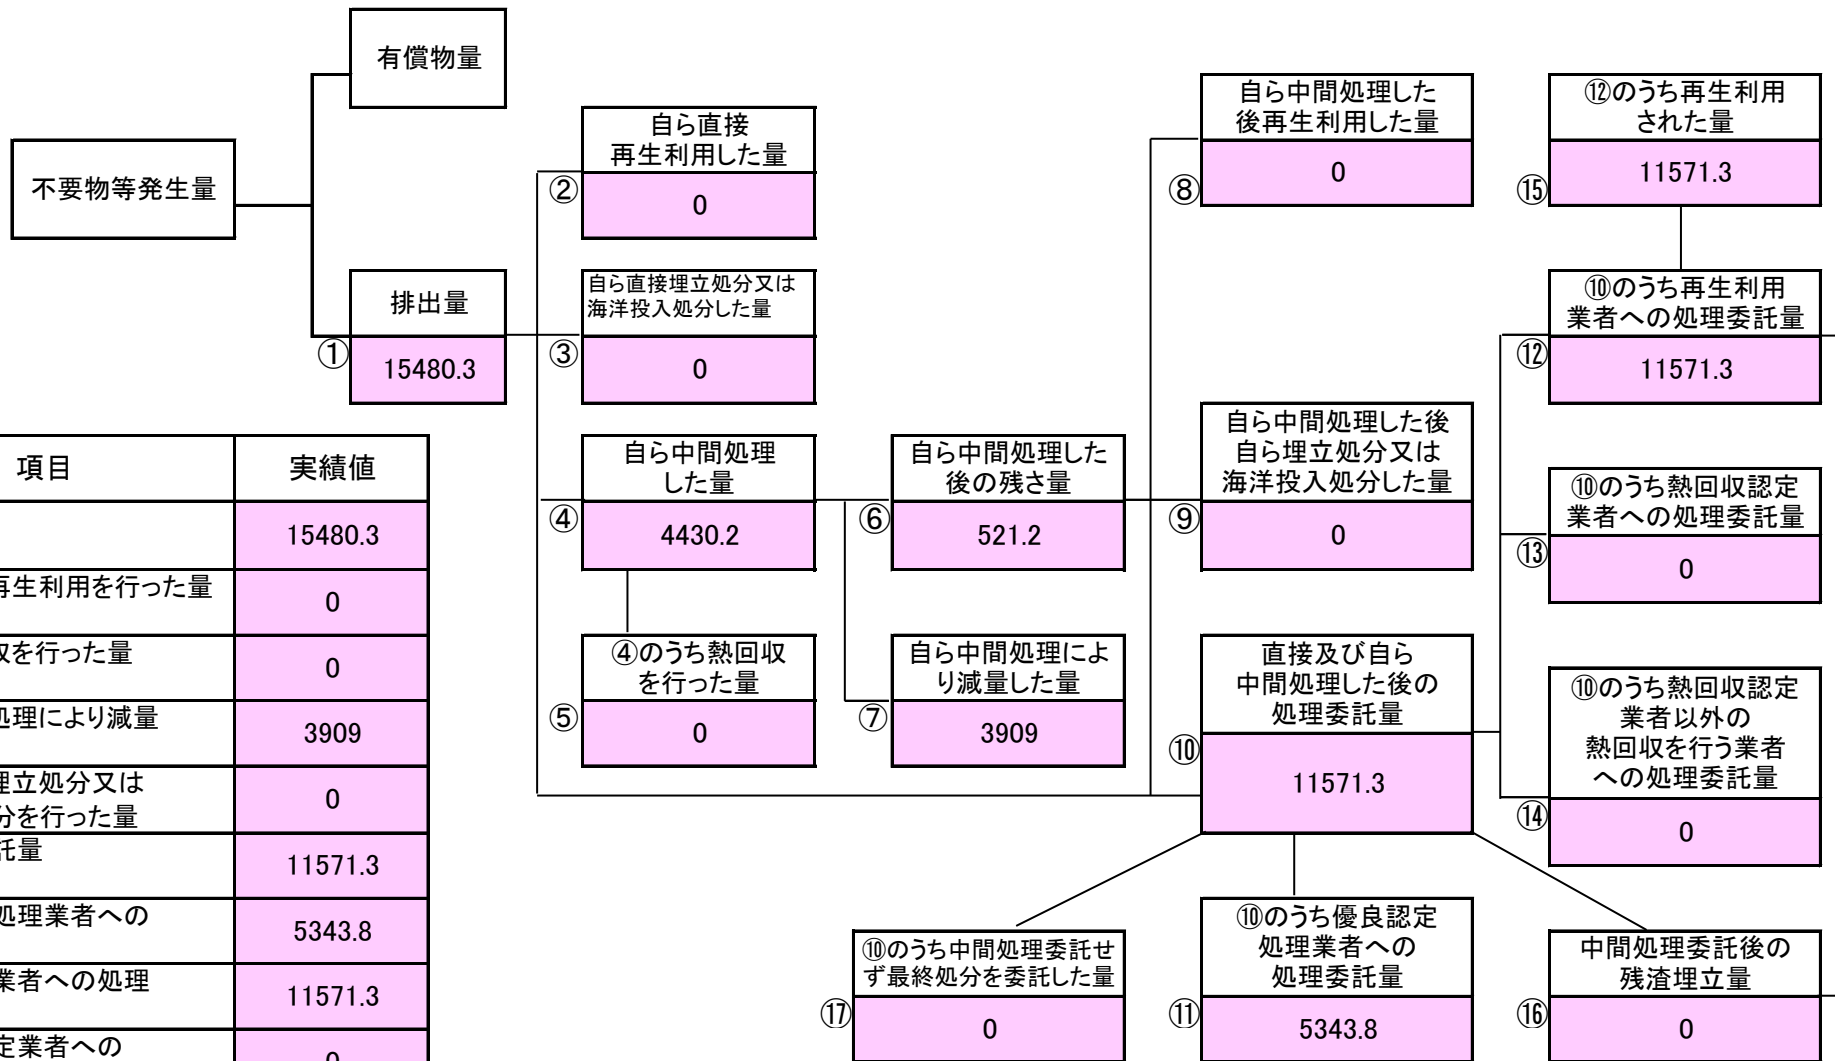 有償物量
不要物等発生量
排出量
①
15480.3
自ら直接
再生利用した量
②
0
自ら直接埋立処分又は
海洋投入処分した量
③
0
自ら中間処理
した量
④
4430.2
④のうち熱回収
を行った量
⑤
0
自ら中間処理した
後の残さ量
⑥
521.2
自ら中間処理によ
り減量した量
⑦
3909
自ら中間処理した
後再生利用した量
⑧
0
自ら中間処理した後
自ら埋立処分又は
海洋投入処分した量
⑨
0
直接及び自ら
中間処理した後の
処理委託量
⑩
11571.3
⑫のうち再生利用
された量
⑮
11571.3
⑩のうち再生利用
業者への処理委託量
⑫
11571.3
⑩のうち熱回収認定
業者への処理委託量
⑬
0
⑩のうち熱回収認定
業者以外の
熱回収を行う業者
への処理委託量
⑭
0
⑩のうち中間処理委託せ
ず最終処分を委託した量
⑰
0
⑩のうち優良認定
処理業者への
処理委託量
⑪
5343.8
中間処理委託後の
残渣埋立量
⑯
0
項目 実績値
15480.3
再生利用を行った量
0
を行った量
0
処理により減量
3909
埋立処分又は
分を行った量
0
託量
11571.3
処理業者への
5343.8
業者への処理
11571.3
定業者への
0